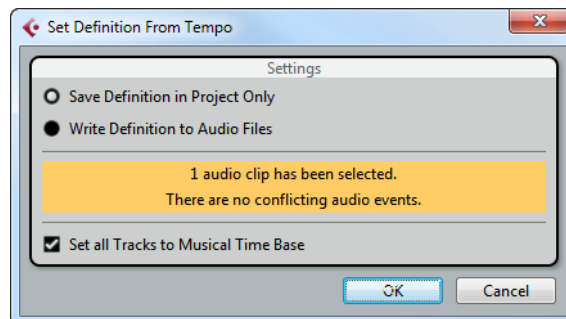 Set Definition From Tempo
Settings
Save Definition in Project Only
Write Definition to Audio Files
1 audio clip has been selected.
There are no conflicting audio events.
Set all Tracks to Musical Time Base
OK Cancel